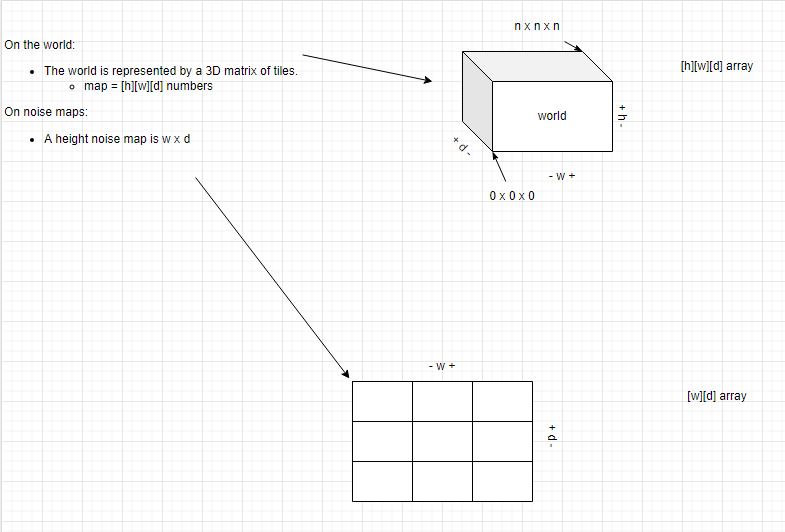 On the world:
The world is represented by a 3D matrix of tiles.
map = [h][w][d] numbers
On noise maps:
A height noise map is w x d
n x n x n
[h][w][d] array
world
- h +
- d +
- w +
0 x 0 x 0
- w +
[w][d] array
- d +